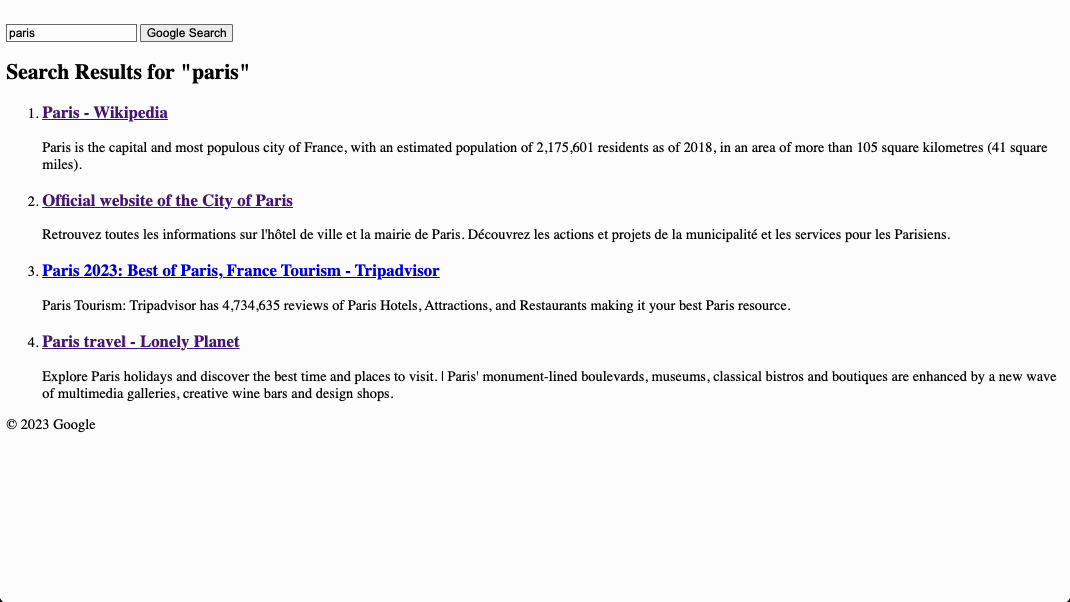 paris Google Search
Search Results for "paris"
1. Paris - Wikipedia
Paris is the capital and most populous city of France, with an estimated population of 2,175,601 residents as of 2018, in an area of more than 105 square kilometres (41 square
miles).
2. Official website of the City of Paris
Retrouvez toutes les informations sur l'hôtel de ville et la mairie de Paris. Découvrez les actions et projets de la municipalité et les services pour les Parisiens.
3. Paris 2023: Best of Paris, France Tourism - Tripadvisor
Paris Tourism: Tripadvisor has 4,734,635 reviews of Paris Hotels, Attractions, and Restaurants making it your best Paris resource.
4. Paris travel - Lonely Planet
Explore Paris holidays and discover the best time and places to visit. | Paris' monument-lined boulevards, museums, classical bistros and boutiques are enhanced by a new wave
of multimedia galleries, creative wine bars and design shops.
© 2023 Google